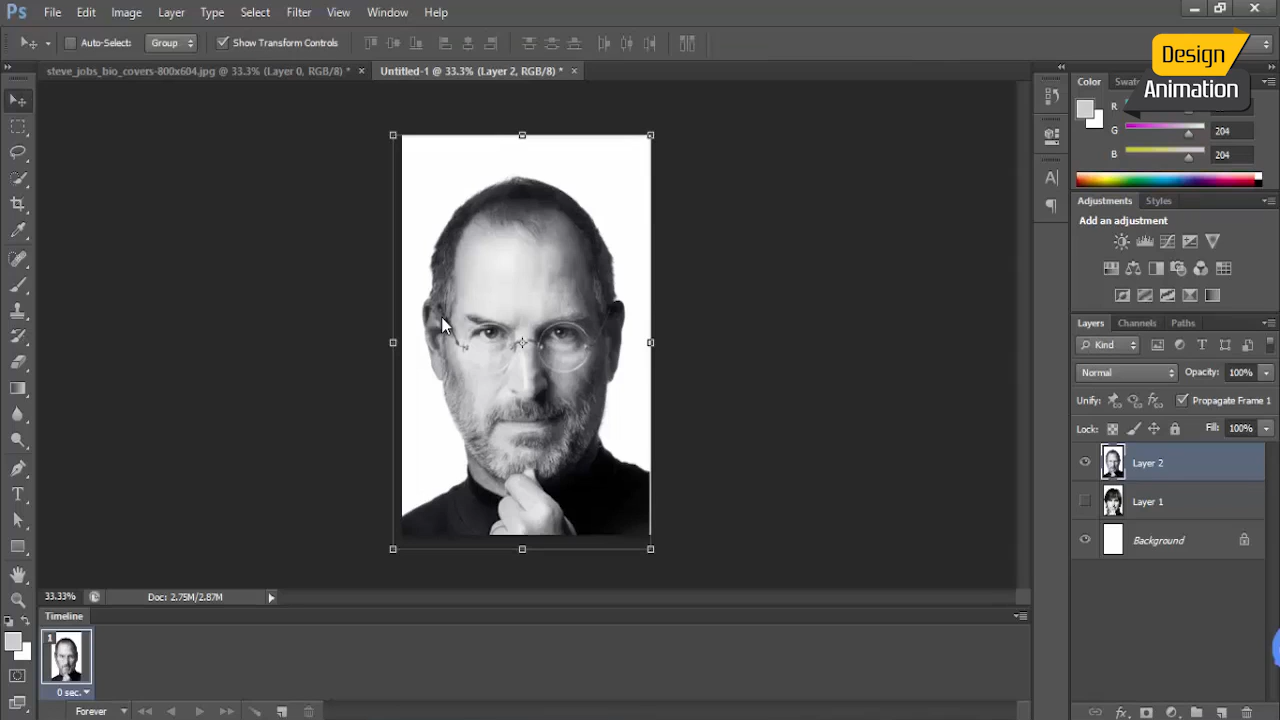 Ps File Edit Image Layer Type Select Filter View Window Help
Auto-Select: Group Show Transform Controls
Design
Animation
steve_jobs_bio_covers-800x604.jpg @ 33.3% (Layer 0, RGB/8) * × Untitled-1 @ 33.3% (Layer 2, RGB/8) * ×
Color
R
G 204
B 204
Adjustments Styles
Add an adjustment
Layers Channels Paths
Kind
Normal Opacity: 100%
Unify: Propagate Frame 1
Lock: Fill: 100%
Layer 2
Layer 1
Background
33.33% Doc: 2.75M/2.87M
Timeline
1
0 sec.
Forever